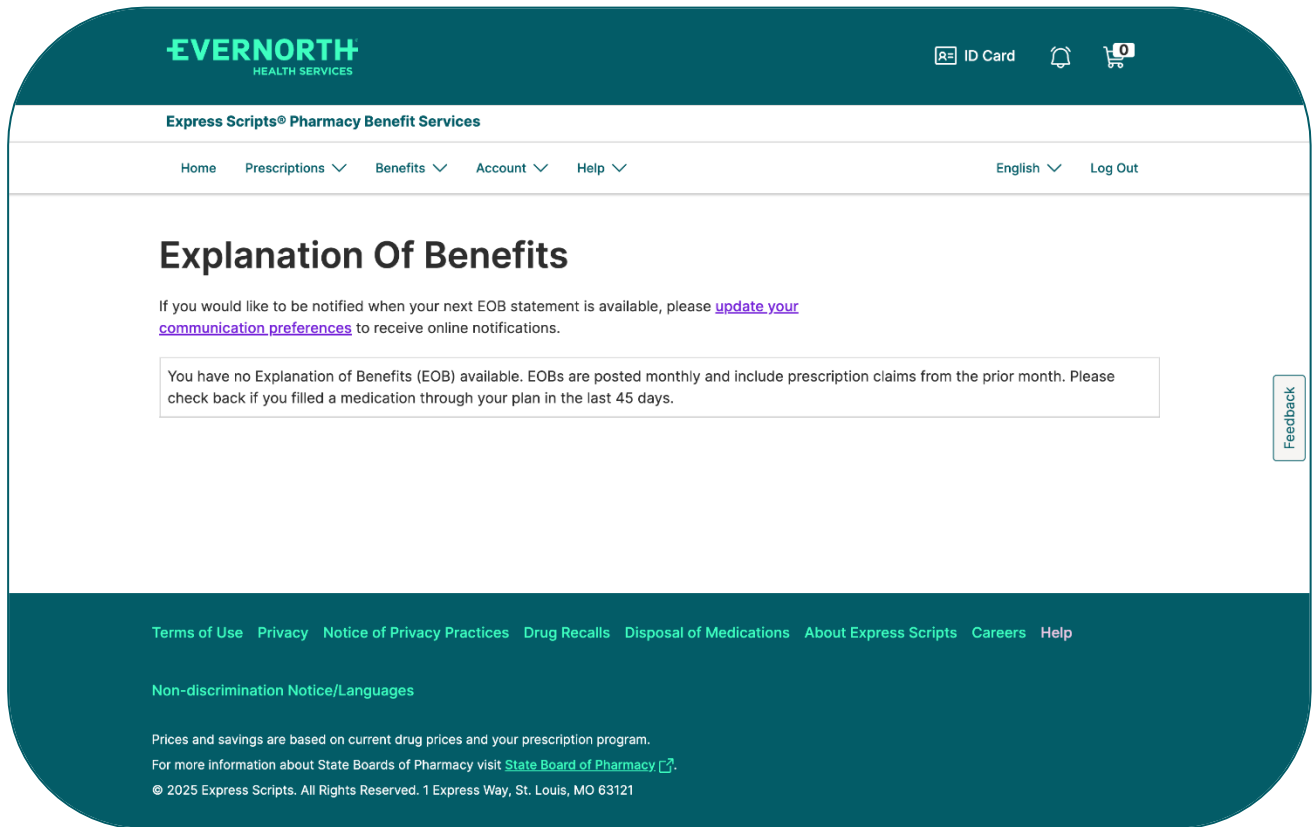 EVERNORTH
HEALTH SERVICES
ID Card
0
Express Scripts® Pharmacy Benefit Services
Home Prescriptions Benefits Account Help English Log Out
Explanation Of Benefits
If you would like to be notified when your next EOB statement is available, please update your
communication preferences to receive online notifications.
You have no Explanation of Benefits (EOB) available. EOBs are posted monthly and include prescription claims from the prior month. Please
check back if you filled a medication through your plan in the last 45 days.
Feedback
Terms of Use Privacy Notice of Privacy Practices Drug Recalls Disposal of Medications About Express Scripts Careers Help
Non-discrimination Notice/Languages
Prices and savings are based on current drug prices and your prescription program.
For more information about State Boards of Pharmacy visit State Board of Pharmacy.
© 2025 Express Scripts. All Rights Reserved. 1 Express Way, St. Louis, MO 63121